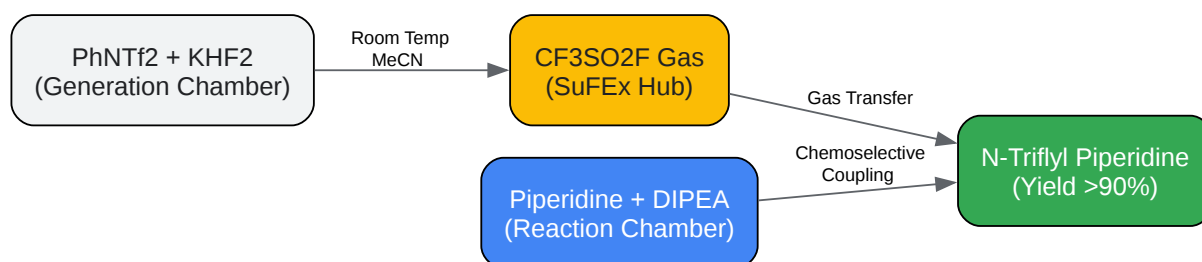 PhNTf2 + KHF2
(Generation Chamber)
Room Temp
MeCN
CF3SO2F Gas
(SuFEx Hub)
Gas Transfer
Piperidine + DIPEA
(Reaction Chamber)
Chemoselective
Coupling
N-Triflyl Piperidine
(Yield >90%)